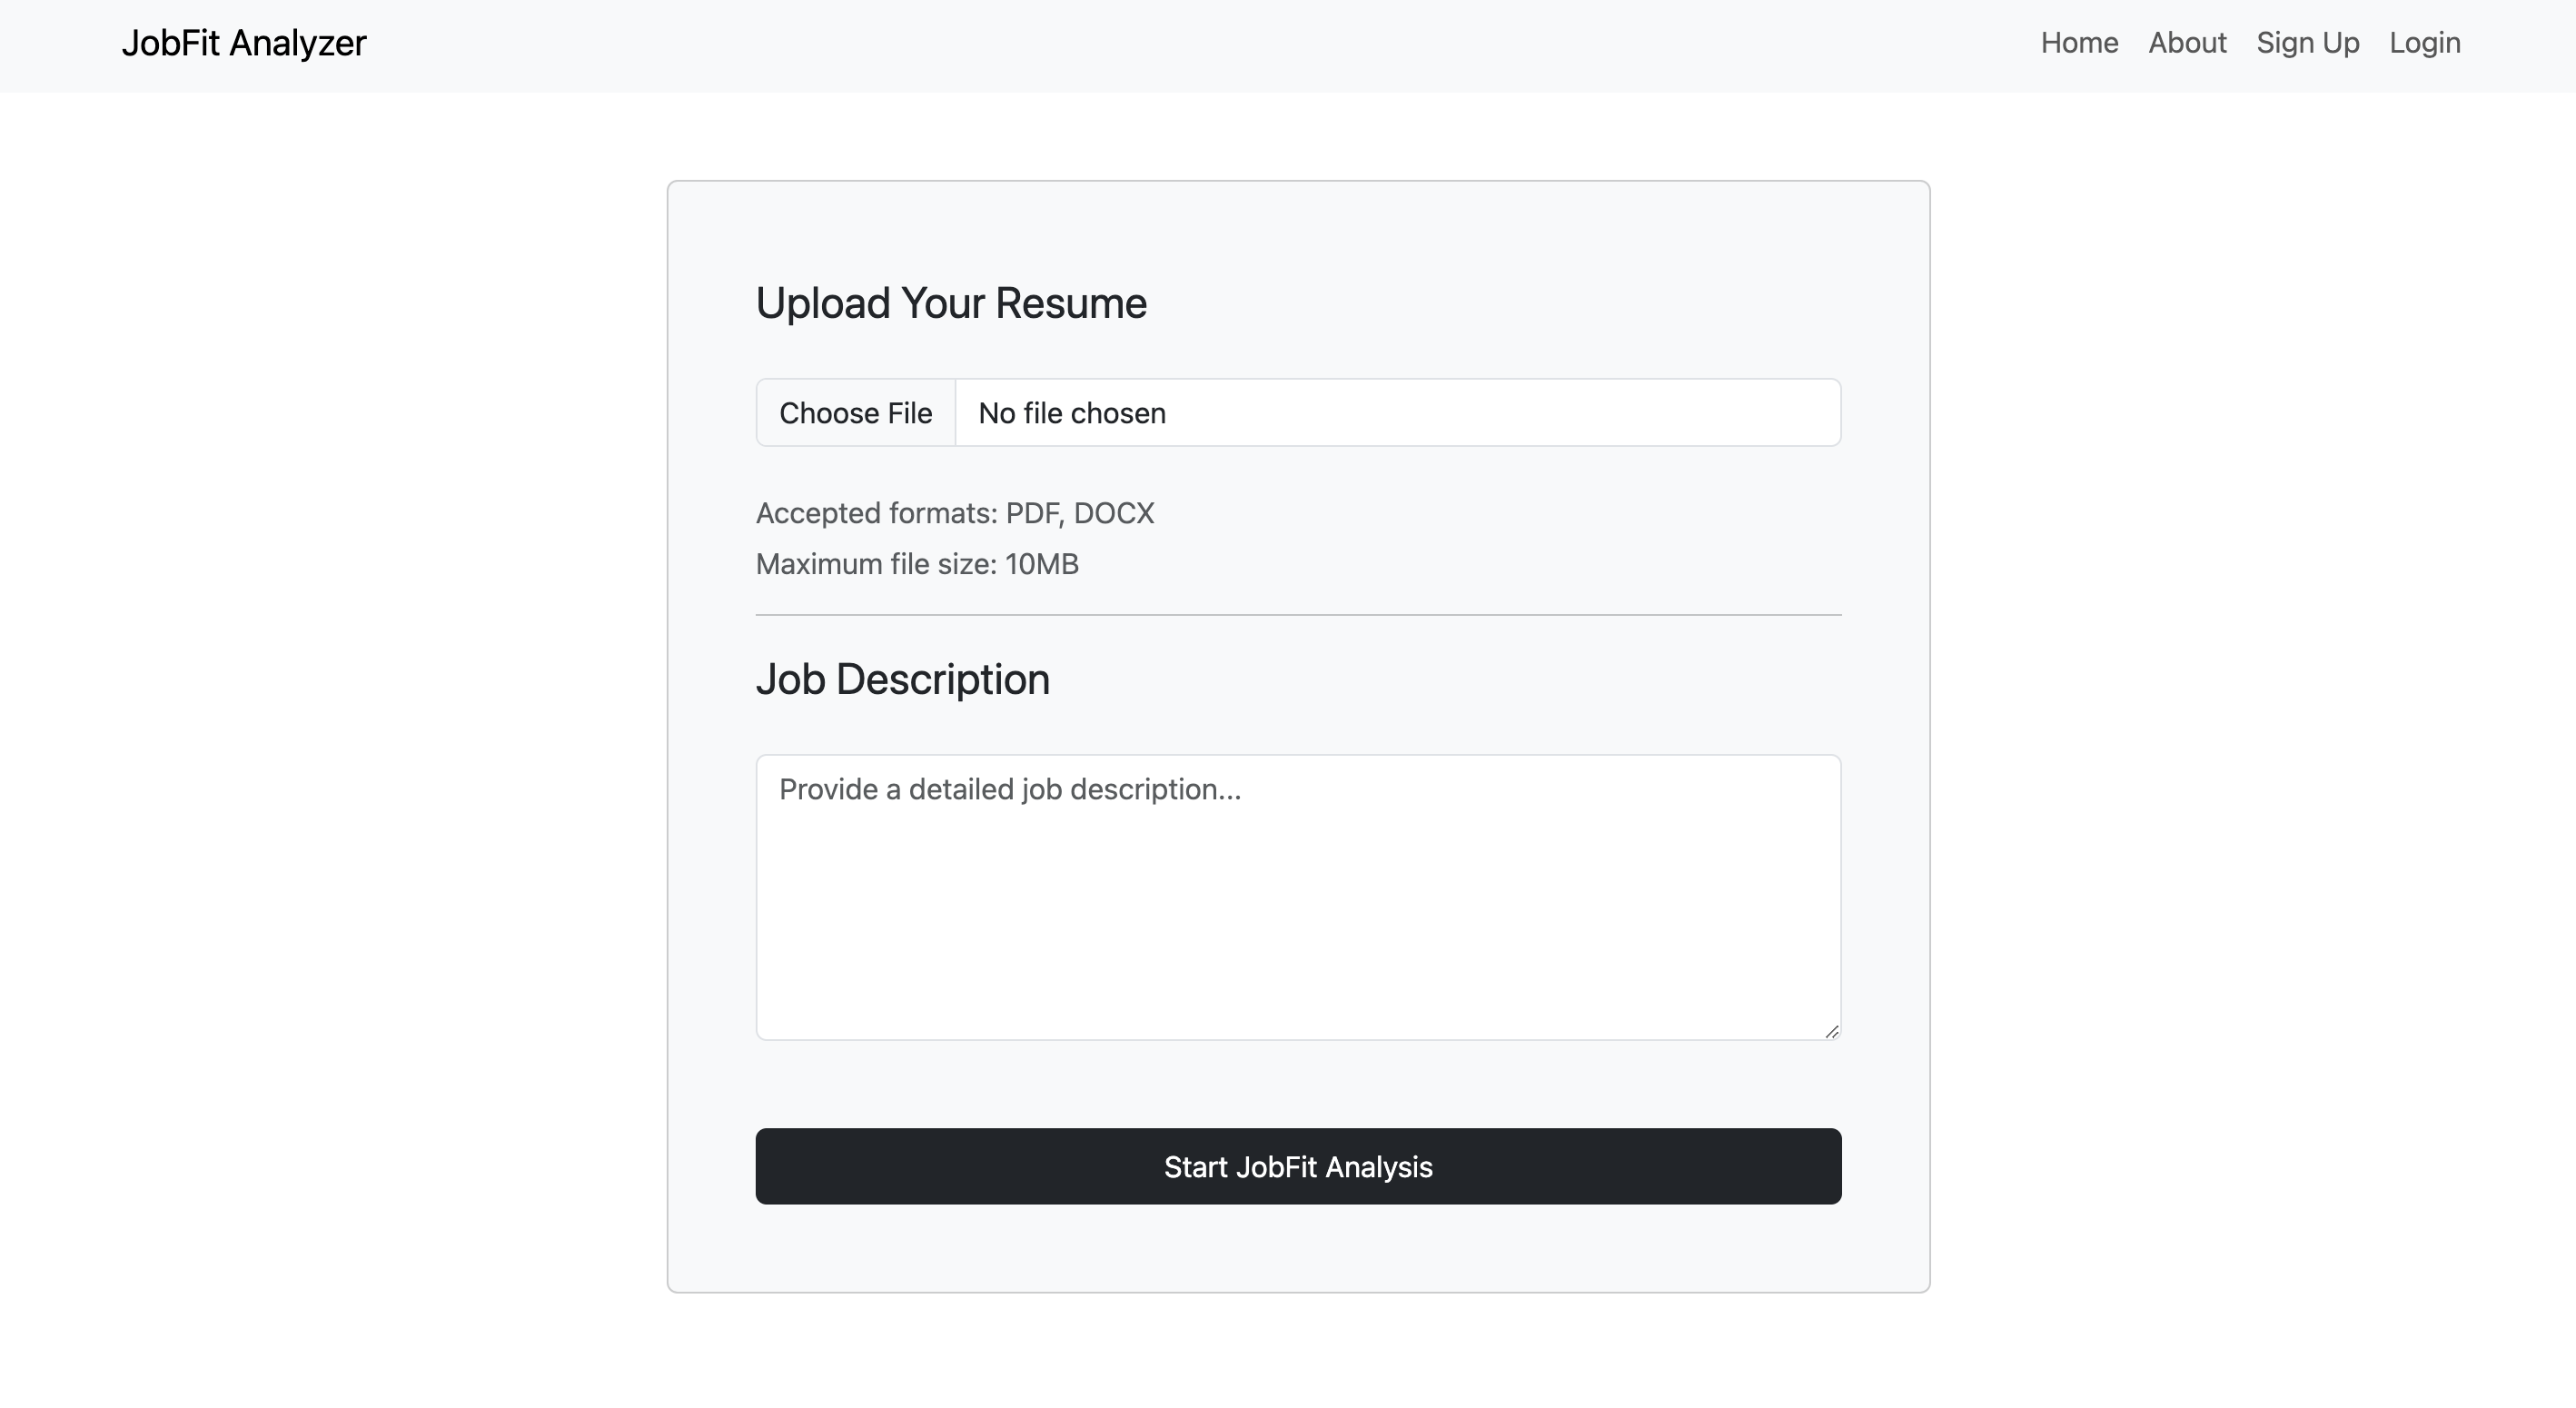 JobFit Analyzer
Home About Sign Up Login
Upload Your Resume
Choose File No file chosen
Accepted formats: PDF, DOCX
Maximum file size: 10MB
Job Description
Provide a detailed job description...
Start JobFit Analysis